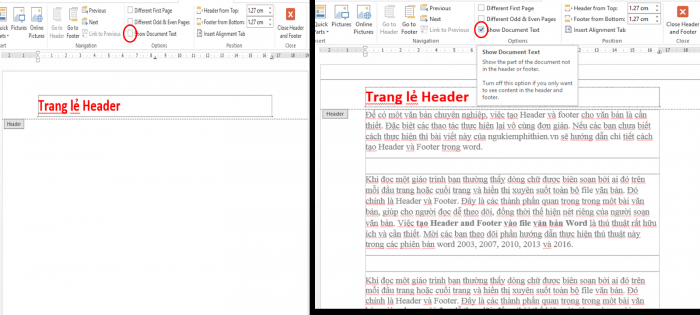 Previous
Next
Link to Previous
Different First Page
Different Odd & Even Pages
Show Document Text
Header from Top: 1.27 cm
Footer from Bottom: 1.27 cm
Insert Alignment Tab
Close Header
and Footer
Quick
Parts
Pictures
Online
Pictures
Go to
Header
Go to
Footer
Navigation
Options
Position
Close
Trang lẻ Header
Header
Quick
Parts
Pictures
Online
Pictures
Go to
Header
Go to
Footer
Previous
Next
Link to Previous
Different First Page
Different Odd & Even Pages
Show Document Text
Header from Top: 1.27 cm
Footer from Bottom: 1.27 cm
Insert Alignment Tab
Close Header
and Footer
Navigation
Position
Close
Show Document Text
Show the part of the document not
in the header or footer.
Turn off this option if you only want
to see content in the header and
footer.
Trang lẻ Header
Header
Để có một văn bản chuyên nghiệp, việc tạo Header và footer cho văn bản là cần
thiết. Đặc biệt các thao tác thực hiện lại vô cùng đơn giản. Nếu các bạn chưa biết
cách thực hiện thì bài viết này của ngukiemphithien.vn sẽ hướng dẫn chi tiết cách
tạo Header và Footer trong word.
Khi đọc một giáo trình bạn thường thấy dòng chữ được biên soạn bởi ai đó trên
mỗi đầu trang hoặc cuối trang và hiển thị xuyên suốt toàn bộ file văn bản. Đó
chính là Header và Footer. Đây là các thành phần quan trọng trong một bài văn
bản, giúp cho người đọc dễ theo dõi, đồng thời thể hiện nét riêng của người soạn
văn bản. Việc tạo Header and Footer vào file văn bản Word là thủ thuật rất hữu
ích và cần thiết. Mời các bạn theo dõi phần hướng dẫn thực hiện thủ thuật này
trong các phiên bản word 2003, 2007, 2010, 2013 và 2016.
Khi đọc một giáo trình bạn thường thấy dòng chữ được biên soạn bởi ai đó trên
mỗi đầu trang hoặc cuối trang và hiển thị xuyên suốt toàn bộ file văn bản. Đó
chính là Header và Footer. Đây là các thành phần quan trọng trong một bài văn